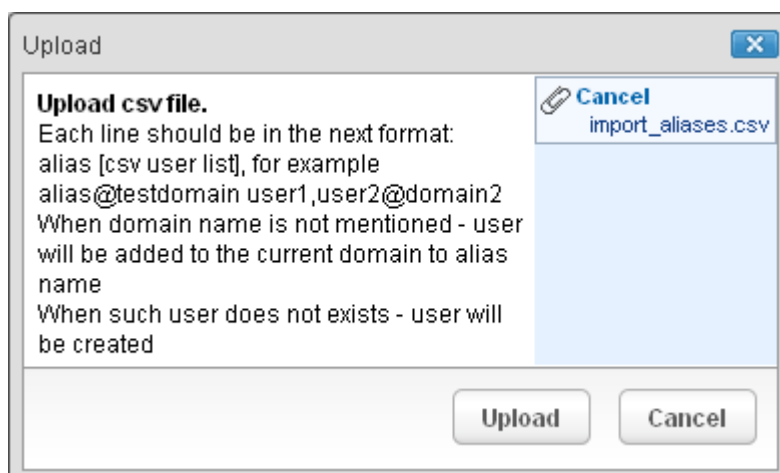 Upload
Upload csv file.
Each line should be in the next format:
alias [csv user list], for example
alias@testdomain user1,user2@domain2
When domain name is not mentioned - user
will be added to the current domain to alias
name
When such user does not exists - user will
be created
Cancel
import_aliases.csv
Upload
Cancel